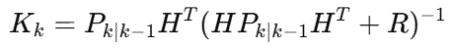 $K_k = P_{k|k-1}H^T(HP_{k|k-1}H^T + R)^{-1}$